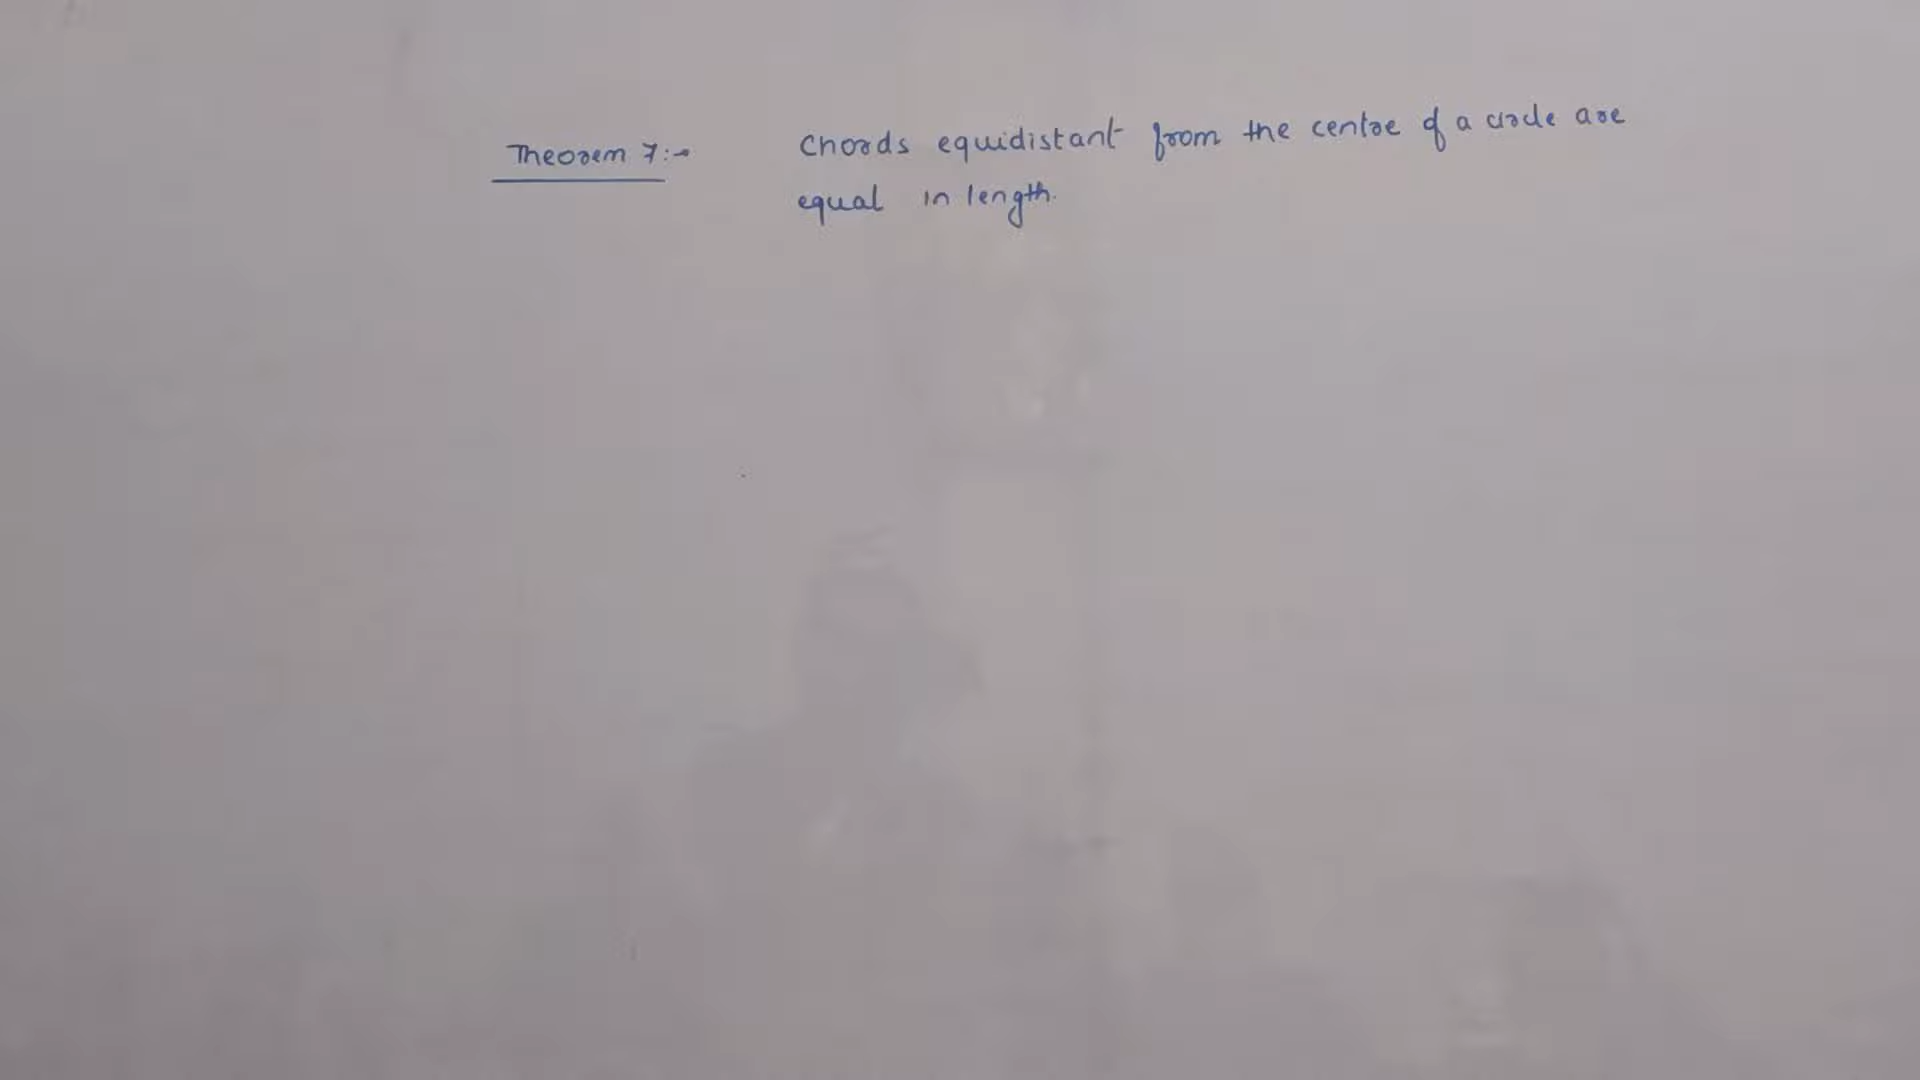 Theorem 7:- Chords equidistant from the centre of a circle are
equal in length.